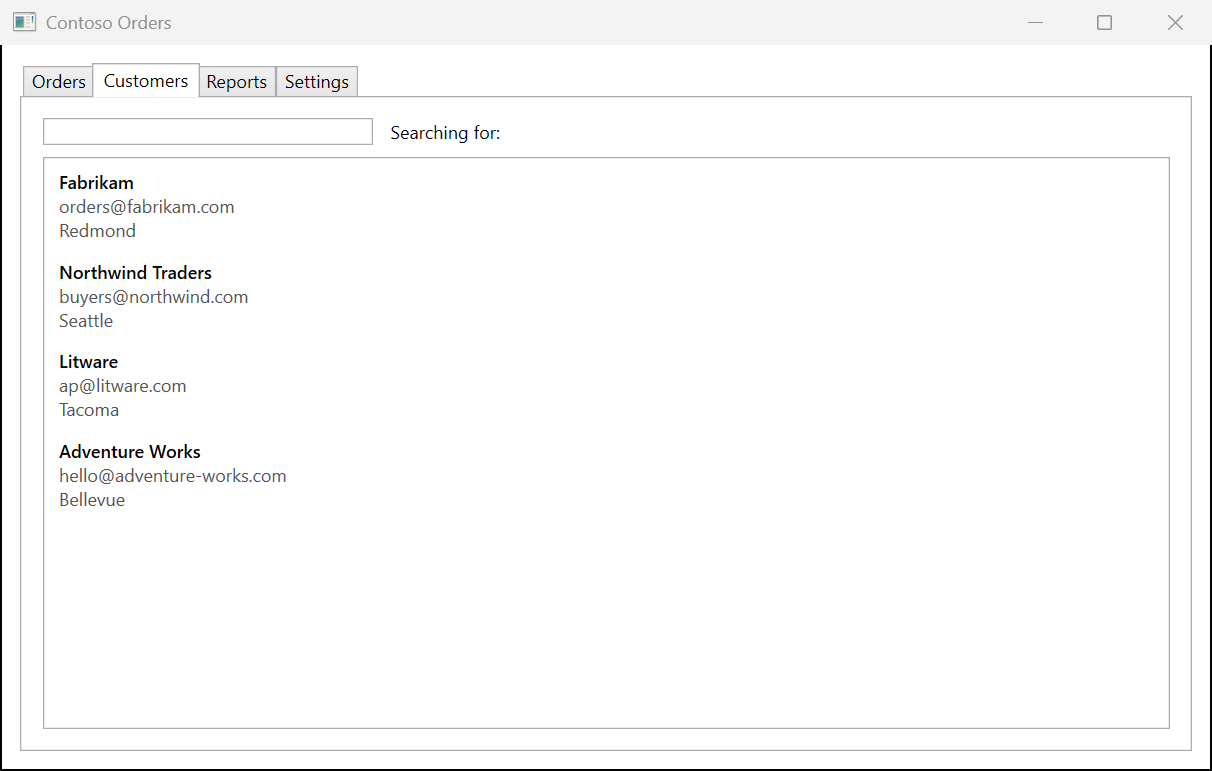 Contoso Orders
Orders Customers Reports Settings
Searching for:
Fabrikam
orders@fabrikam.com
Redmond
Northwind Traders
buyers@northwind.com
Seattle
Litware
ap@litware.com
Tacoma
Adventure Works
hello@adventure-works.com
Bellevue